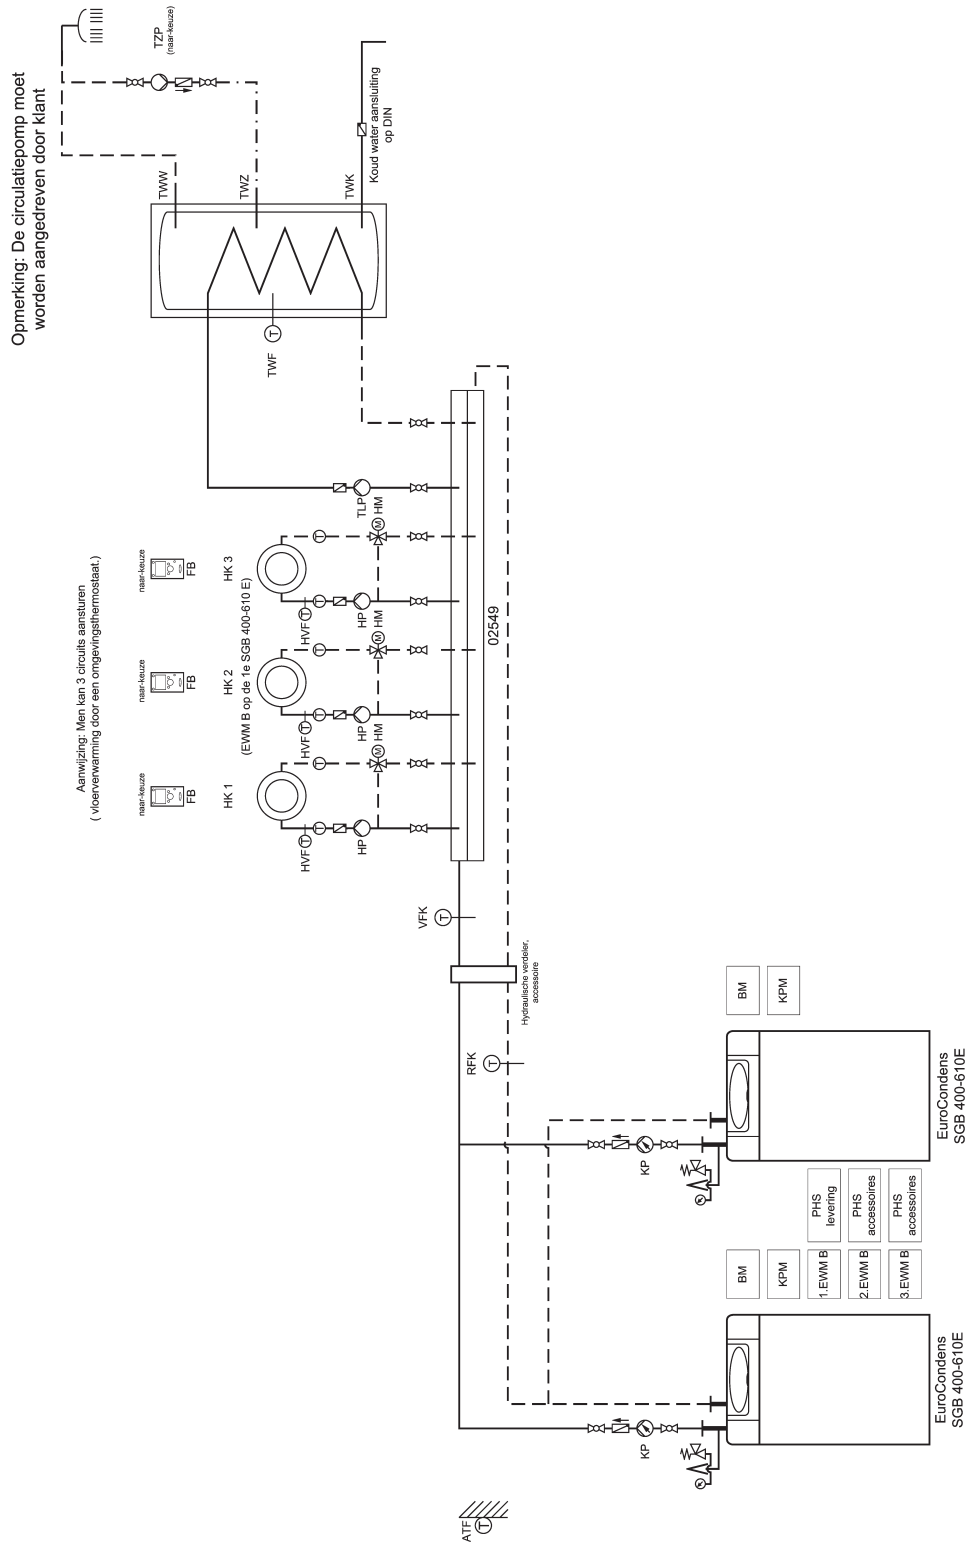 Opmerking: De circulatiepomp moet
worden aangedreven door klant
TZP
(naar-keuze)
Koud water aansluiting
op DIN
TWW
TWZ
TWK
TWF
Aanwijzing: Men kan 3 circuits aansturen
( vloerverwarming door een omgevingsthermostaat.)
naar-keuze
FB
HK 1
naar-keuze
FB
HK 2
(EWM B op de 1e SGB 400-610 E)
naar-keuze
FB
HK 3
HVF
T
T
T
HP
M
HM
HVF
T
T
T
HP
M
HM
HVF
T
T
T
HP
M
HM
TLP
T
02549
VFK
T
Hydraulische verdeler,
accessoire
RFK
T
KP
KP
ATF
T
BM
KPM
1.EWM B
2.EWM B
3.EWM B
PHS
levering
PHS
accessoires
PHS
accessoires
BM
KPM
EuroCondens
SGB 400-610E
EuroCondens
SGB 400-610E